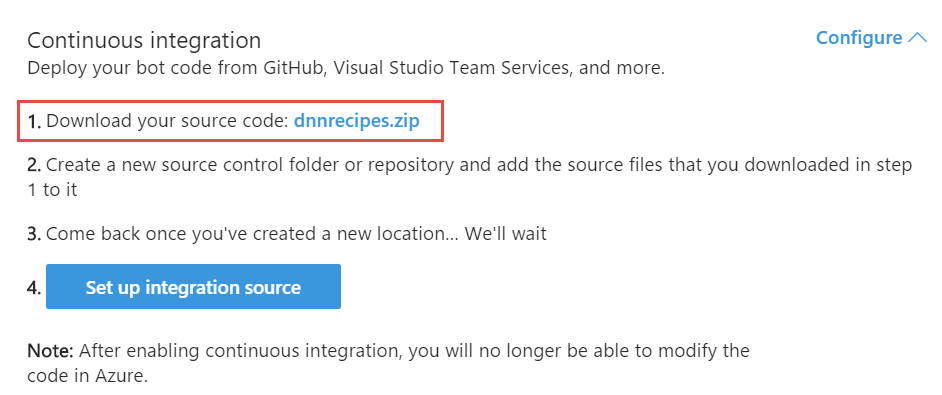 Continuous integration
Configure
Deploy your bot code from GitHub, Visual Studio Team Services, and more.
1. Download your source code: dnnrecipes.zip
2. Create a new source control folder or repository and add the source files that you downloaded in step
1 to it
3. Come back once you've created a new location... We'll wait
4. Set up integration source
Note: After enabling continuous integration, you will no longer be able to modify the
code in Azure.